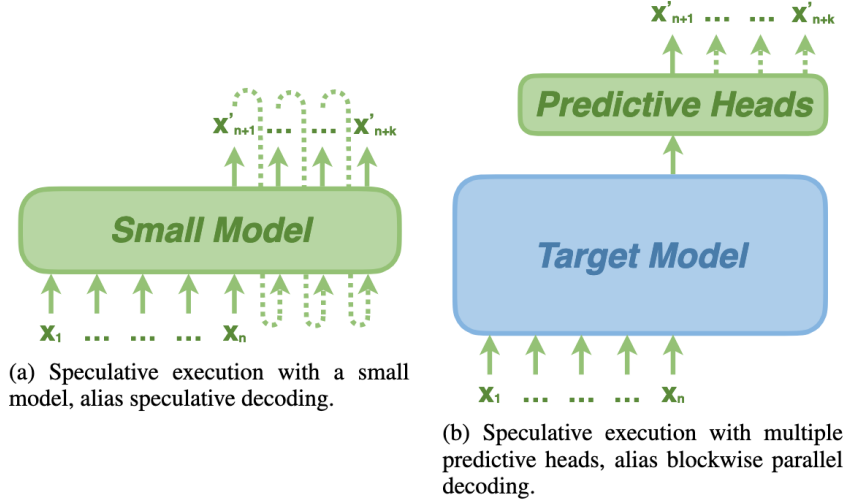 x'n+1 ... ... x'n+k
Small Model
x1 ... ... ... xn
(a) Speculative execution with a small
model, alias speculative decoding.
x'n+1 ... ... x'n+k
Predictive Heads
Target Model
x1 ... ... ... xn
(b) Speculative execution with multiple
predictive heads, alias blockwise parallel
decoding.